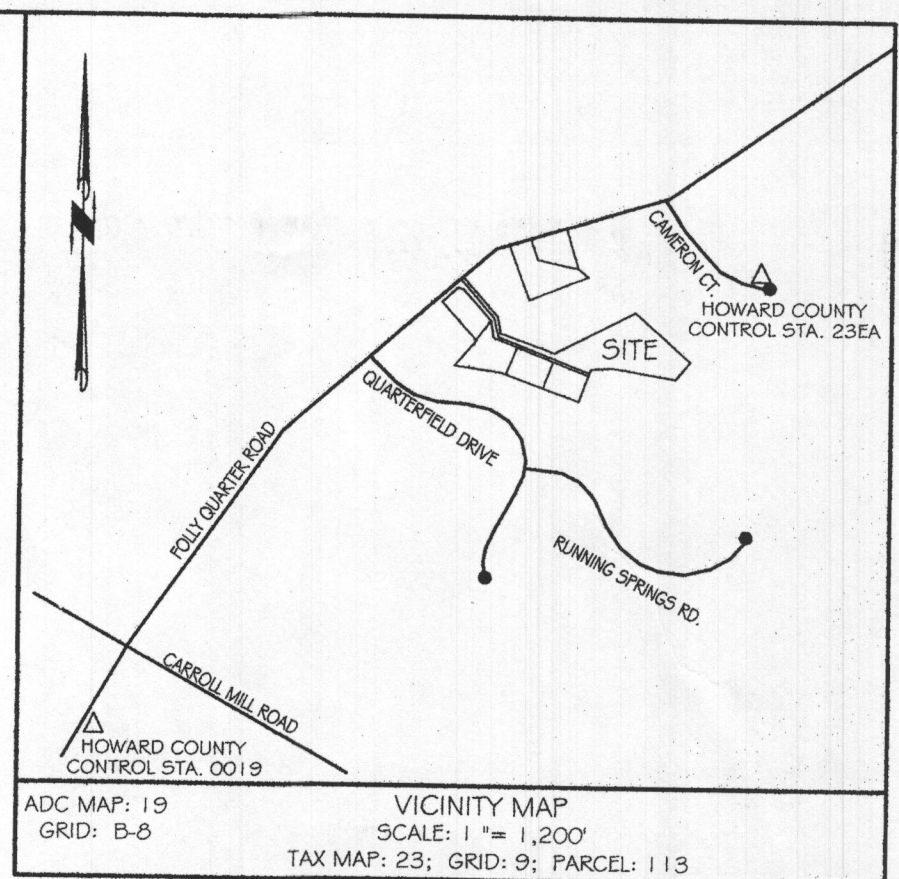 CAMERON CT.
HOWARD COUNTY
CONTROL STA. 23EA
SITE
QUARTERFIELD DRIVE
FOLLY QUARTER ROAD
RUNNING SPRINGS RD.
CARROLL MILL ROAD
HOWARD COUNTY
CONTROL STA. 0019
ADC MAP: 19
GRID: B-8
VICINITY MAP
SCALE: 1 "= 1,200'
TAX MAP: 23; GRID: 9; PARCEL: 113